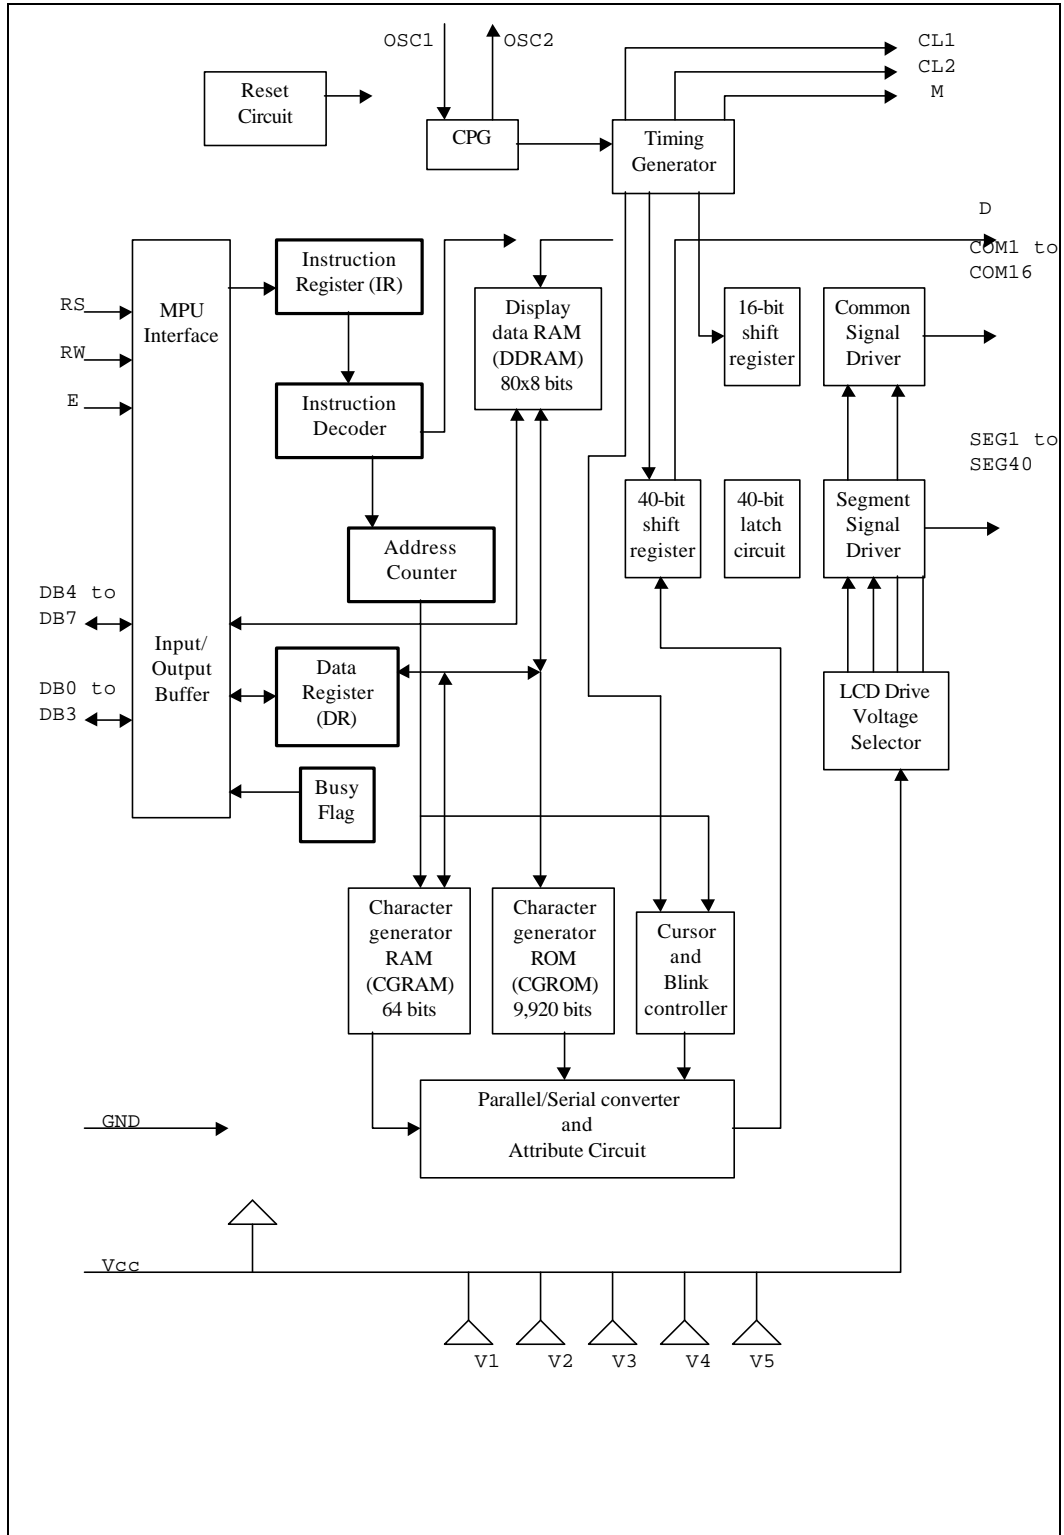 OSC1
OSC2
CL1
CL2
M
Reset
Circuit
CPG
Timing
Generator
D
COM1 to
COM16
Instruction
Register (IR)
RS
RW
E
MPU
Interface
Display
data RAM
(DDRAM)
80x8 bits
16-bit
shift
register
Common
Signal
Driver
Instruction
Decoder
SEG1 to
SEG40
40-bit
shift
register
40-bit
latch
circuit
Segment
Signal
Driver
Address
Counter
DB4 to
DB7
Input/
Output
Buffer
Data
Register
(DR)
DB0 to
DB3
LCD Drive
Voltage
Selector
Busy
Flag
Character
generator
RAM
(CGRAM)
64 bits
Character
generator
ROM
(CGROM)
9,920 bits
Cursor
and
Blink
controller
Parallel/Serial converter
and
Attribute Circuit
GND
Vcc
V1
V2
V3
V4
V5